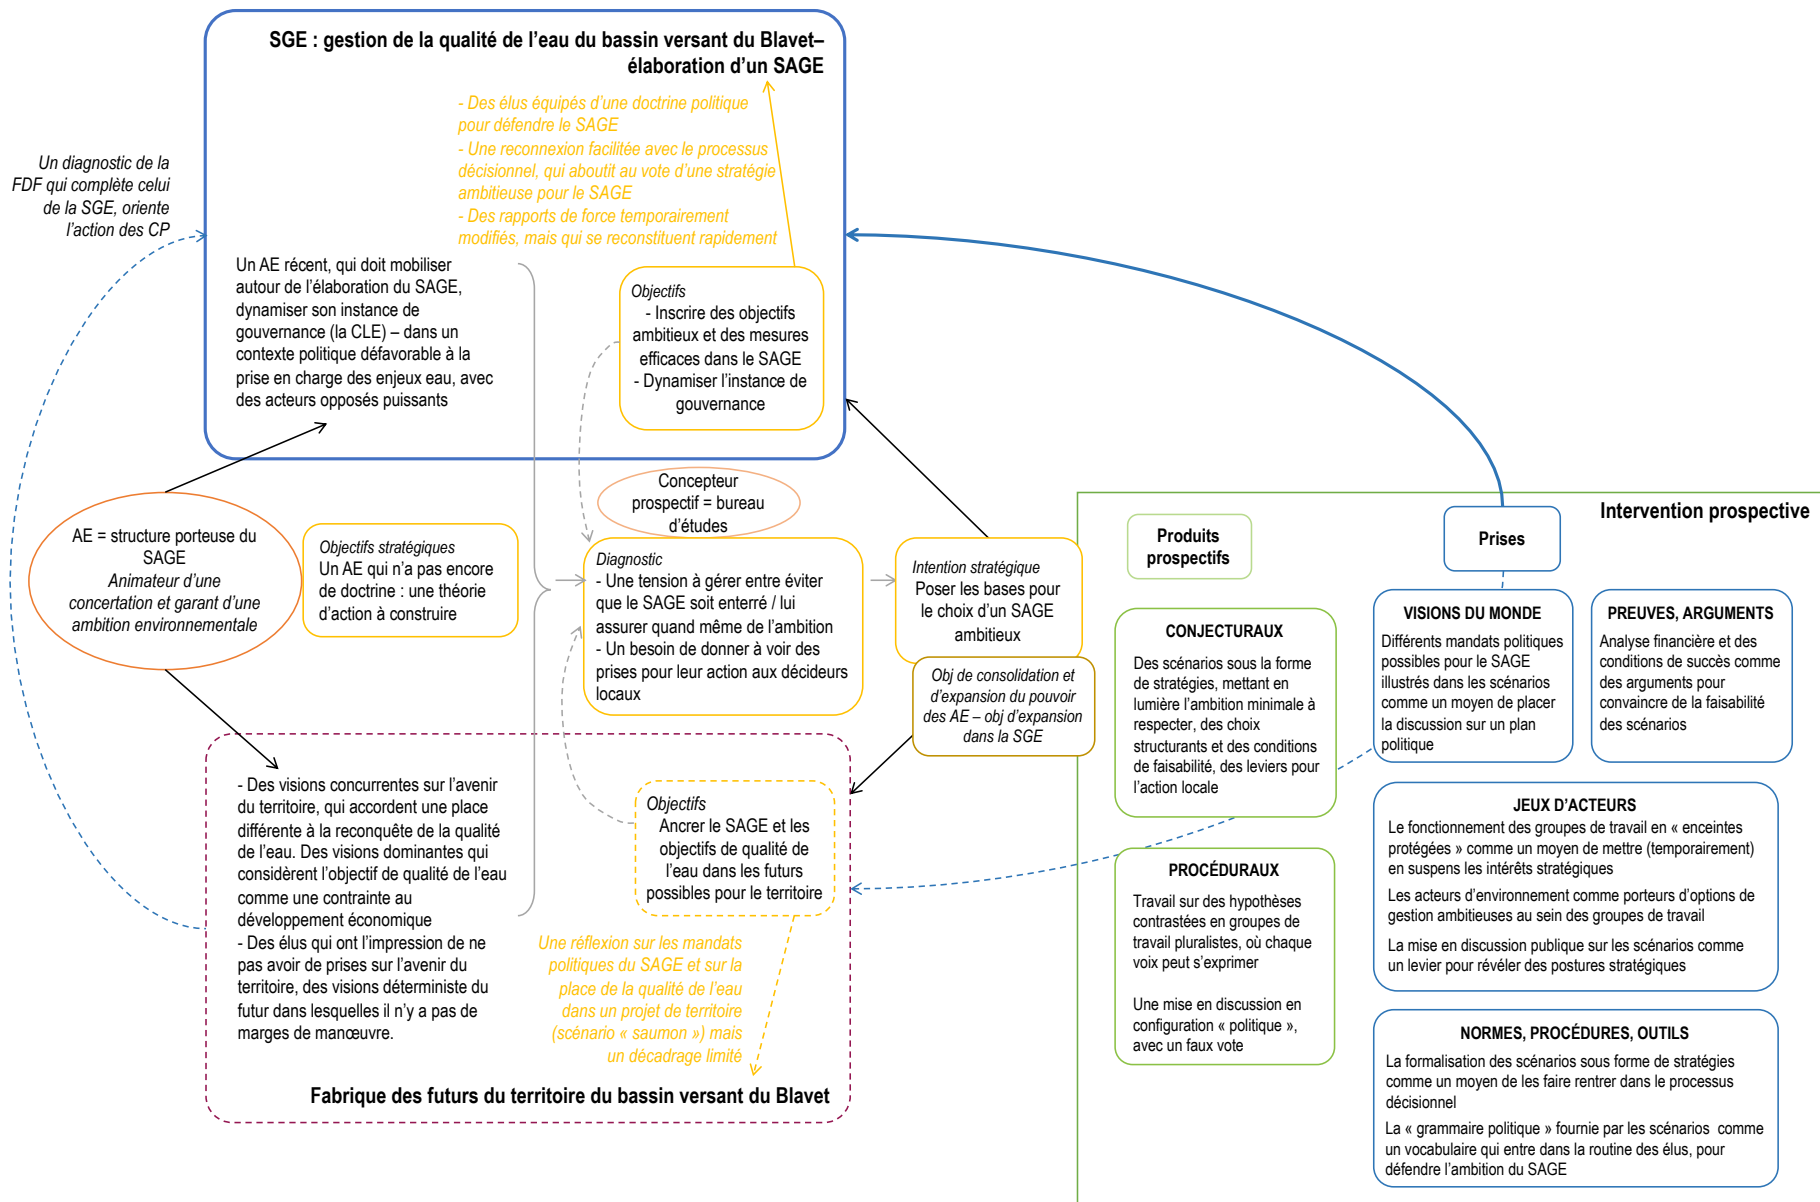 SGE : gestion de la qualité de l’eau du bassin versant du Blavet–
élaboration d’un SAGE
- Des élus équipés d’une doctrine politique
pour défendre le SAGE
- Une reconnexion facilitée avec le processus
décisionnel, qui aboutit au vote d’une stratégie
ambitieuse pour le SAGE
- Des rapports de force temporairement
modifiés, mais qui se reconstituent rapidement
Un diagnostic de la
FDF qui complète celui
de la SGE, oriente
l’action des CP
Un AE récent, qui doit mobiliser
autour de l’élaboration du SAGE,
dynamiser son instance de
gouvernance (la CLE) – dans un
contexte politique défavorable à la
prise en charge des enjeux eau, avec
des acteurs opposés puissants
Objectifs
- Inscrire des objectifs
ambitieux et des mesures
efficaces dans le SAGE
- Dynamiser l’instance de
gouvernance
AE = structure porteuse du
SAGE
Animateur d’une
concertation et garant d’une
ambition environnementale
Objectifs stratégiques
Un AE qui n’a pas encore
de doctrine : une théorie
d’action à construire
Concepteur
prospectif = bureau
d’études
Diagnostic
- Une tension à gérer entre éviter
que le SAGE soit enterré / lui
assurer quand même de l’ambition
- Un besoin de donner à voir des
prises pour leur action aux décideurs
locaux
Intention stratégique
Poser les bases pour
le choix d’un SAGE
ambitieux
Obj de consolidation et
d’expansion du pouvoir
des AE – obj d’expansion
dans la SGE
- Des visions concurrentes sur l’avenir
du territoire, qui accordent une place
différente à la reconquête de la qualité
de l’eau. Des visions dominantes qui
considèrent l’objectif de qualité de l’eau
comme une contrainte au
développement économique
- Des élus qui ont l’impression de ne
pas avoir de prises sur l’avenir du
territoire, des visions déterministe du
futur dans lesquelles il n’y a pas de
marges de manœuvre.
Objectifs
Ancrer le SAGE et les
objectifs de qualité de
l’eau dans les futurs
possibles pour le territoire
Une réflexion sur les mandats
politiques du SAGE et sur la
place de la qualité de l’eau
dans un projet de territoire
(scénario « saumon ») mais
un décadrage limité
Fabrique des futurs du territoire du bassin versant du Blavet
Intervention prospective
Produits
prospectifs
Prises
CONJECTURAUX
Des scénarios sous la forme
de stratégies, mettant en
lumière l’ambition minimale à
respecter, des choix
structurants et des conditions
de faisabilité, des leviers pour
l’action locale
PROCÉDURAUX
Travail sur des hypothèses
contrastées en groupes de
travail pluralistes, où chaque
voix peut s’exprimer
Une mise en discussion en
configuration « politique »,
avec un faux vote
VISIONS DU MONDE
Différents mandats politiques
possibles pour le SAGE
illustrés dans les scénarios
comme un moyen de placer
la discussion sur un plan
politique
PREUVES, ARGUMENTS
Analyse financière et des
conditions de succès comme
des arguments pour
convaincre de la faisabilité
des scénarios
JEUX D’ACTEURS
Le fonctionnement des groupes de travail en « enceintes
protégées » comme un moyen de mettre (temporairement)
en suspens les intérêts stratégiques
Les acteurs d’environnement comme porteurs d’options de
gestion ambitieuses au sein des groupes de travail
La mise en discussion publique sur les scénarios comme
un levier pour révéler des postures stratégiques
NORMES, PROCÉDURES, OUTILS
La formalisation des scénarios sous forme de stratégies
comme un moyen de les faire rentrer dans le processus
décisionnel
La « grammaire politique » fournie par les scénarios comme
un vocabulaire qui entre dans la routine des élus, pour
défendre l’ambition du SAGE